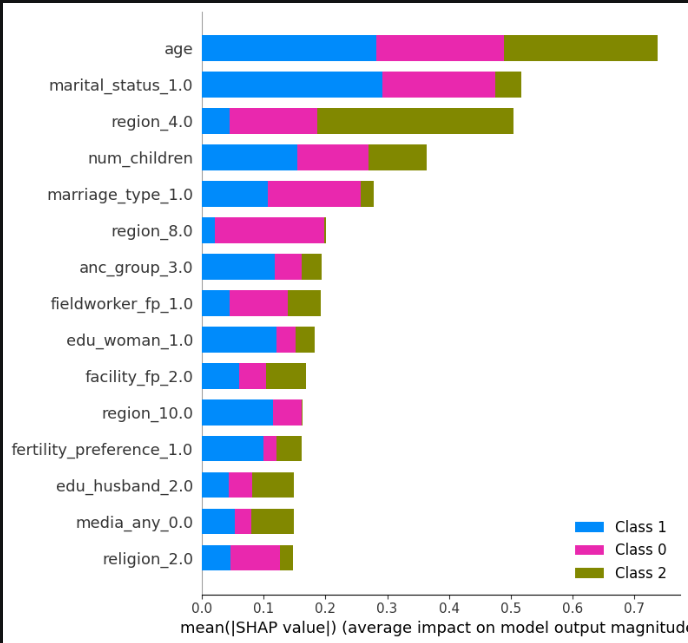 age
marital_status_1.0
region_4.0
num_children
marriage_type_1.0
region_8.0
anc_group_3.0
fieldworker_fp_1.0
edu_woman_1.0
facility_fp_2.0
region_10.0
fertility_preference_1.0
edu_husband_2.0
media_any_0.0
religion_2.0
Class 1
Class 0
Class 2
0.0 0.1 0.2 0.3 0.4 0.5 0.6 0.7
mean(|SHAP value|) (average impact on model output magnitude